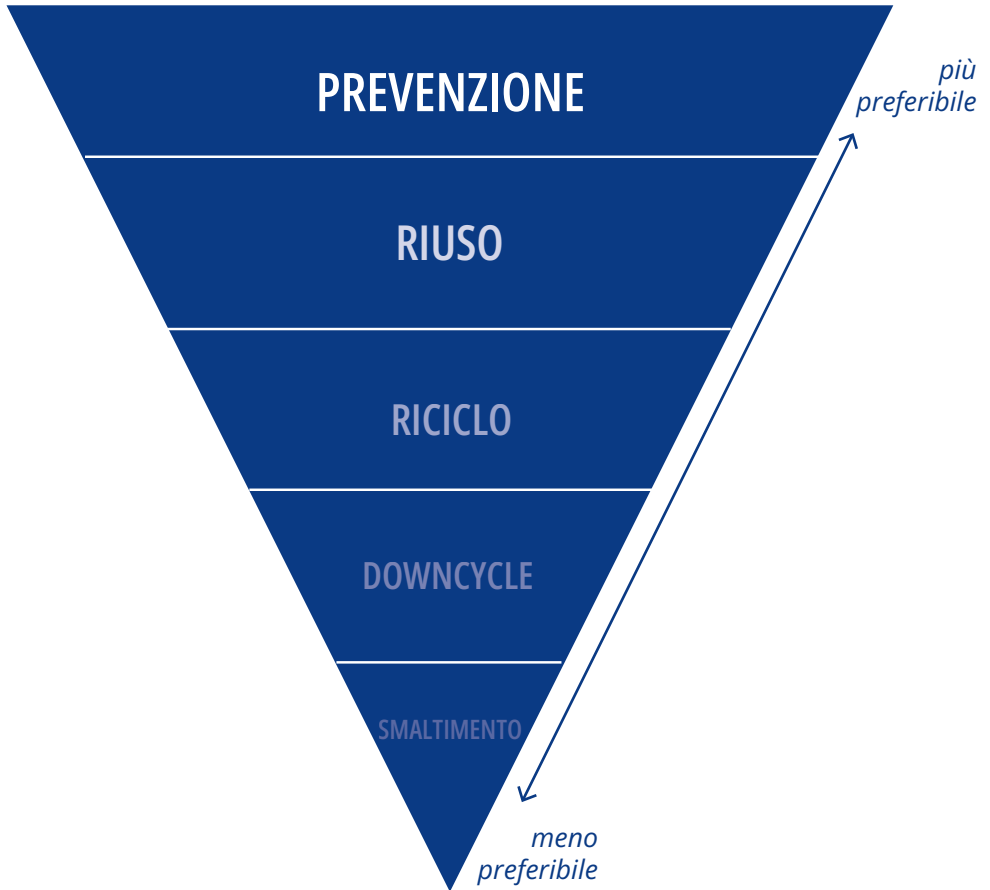 PREVENZIONE
più
preferibile
RIUSO
RICICLO
DOWNCYCLE
SMALTIMENTO
meno
preferibile